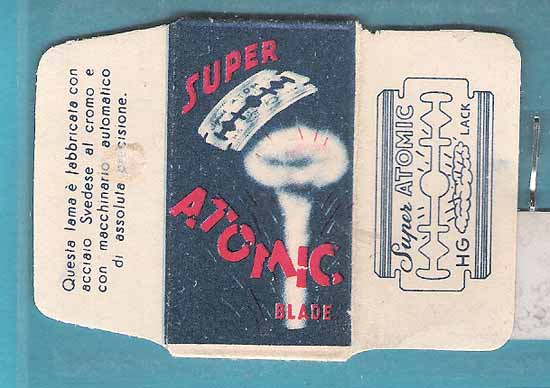 Questa lama è fabbricata con
acciaio Svedese al cromo e
con macchinario automatico
di assoluta precisione.
SUPER
ATOMIC
BLADE
Super ATOMIC
HG LACK